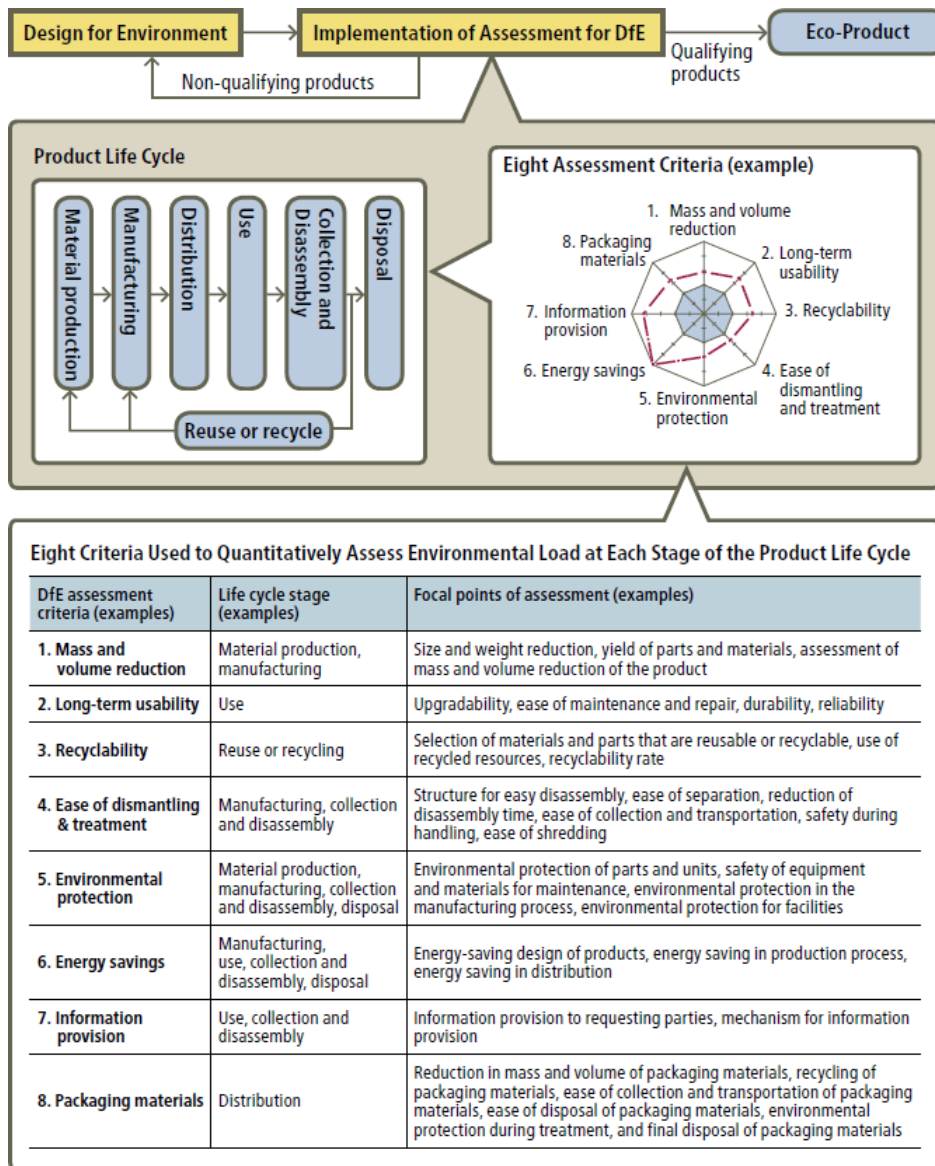 Design for Environment
Implementation of Assessment for DfE
Eco-Product
Qualifying
products
Non-qualifying products
Product Life Cycle
Material production
Manufacturing
Distribution
Use
Collection and
Disassembly
Disposal
Reuse or recycle
Eight Assessment Criteria (example)
1. Mass and volume
reduction
2. Long-term
usability
3. Recyclability
4. Ease of
dismantling
and treatment
5. Environmental
protection
6. Energy savings
7. Information
provision
8. Packaging
materials
Eight Criteria Used to Quantitatively Assess Environmental Load at Each Stage of the Product Life Cycle
DfE assessment
criteria (examples)
Life cycle stage
(examples)
Focal points of assessment (examples)
1. Mass and
volume reduction
Material production,
manufacturing
Size and weight reduction, yield of parts and materials, assessment of
mass and volume reduction of the product
2. Long-term usability
Use
Upgradability, ease of maintenance and repair, durability, reliability
3. Recyclability
Reuse or recycling
Selection of materials and parts that are reusable or recyclable, use of
recycled resources, recyclability rate
4. Ease of dismantling
& treatment
Manufacturing, collection
and disassembly
Structure for easy disassembly, ease of separation, reduction of
disassembly time, ease of collection and transportation, safety during
handling, ease of shredding
5. Environmental
protection
Material production,
manufacturing, collection
and disassembly, disposal
Environmental protection of parts and units, safety of equipment
and materials for maintenance, environmental protection in the
manufacturing process, environmental protection for facilities
6. Energy savings
Manufacturing,
use, collection and
disassembly, disposal
Energy-saving design of products, energy saving in production process,
energy saving in distribution
7. Information
provision
Use, collection and
disassembly
Information provision to requesting parties, mechanism for information
provision
8. Packaging materials
Distribution
Reduction in mass and volume of packaging materials, recycling of
packaging materials, ease of collection and transportation of packaging
materials, ease of disposal of packaging materials, environmental
protection during treatment, and final disposal of packaging materials